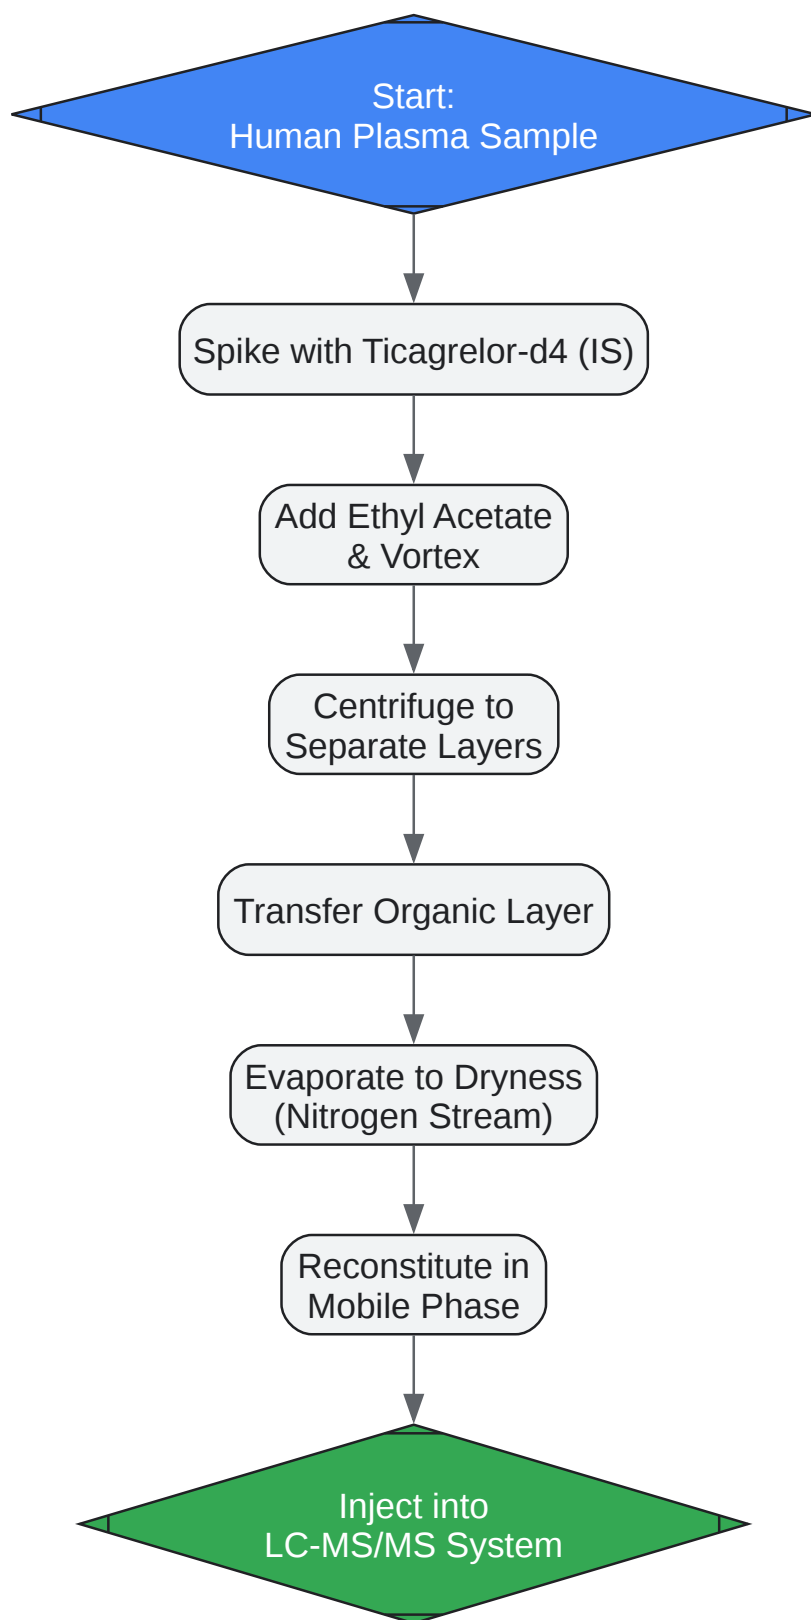 Start:
Human Plasma Sample
Spike with Ticagrelor-d4 (IS)
Add Ethyl Acetate
& Vortex
Centrifuge to
Separate Layers
Transfer Organic Layer
Evaporate to Dryness
(Nitrogen Stream)
Reconstitute in
Mobile Phase
Inject into
LC-MS/MS System